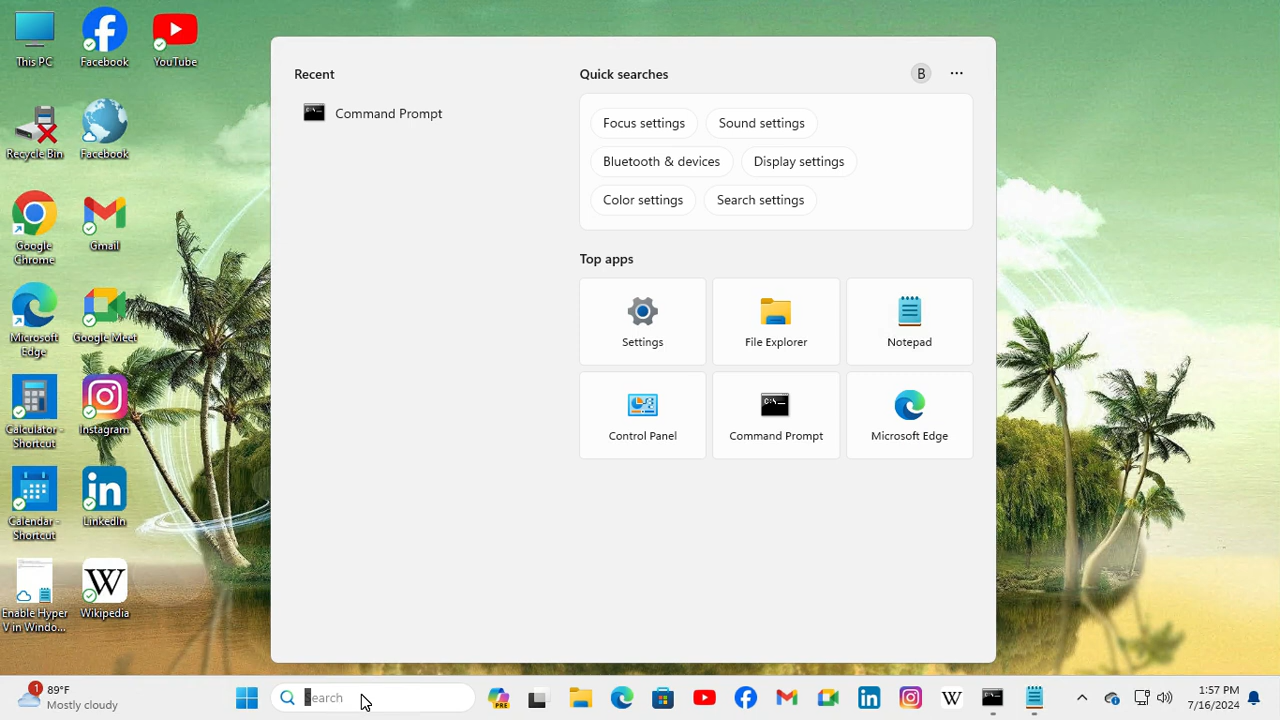 This PC
Facebook
YouTube
Recycle Bin
Facebook
Google
Chrome
Gmail
Microsoft
Edge
Google Meet
Calculator -
Shortcut
Instagram
Calendar -
Shortcut
LinkedIn
Enable Hyper
V in Windo...
Wikipedia
Recent
Command Prompt
Quick searches
B
Focus settings
Sound settings
Bluetooth & devices
Display settings
Color settings
Search settings
Top apps
Settings
File Explorer
Notepad
Control Panel
Command Prompt
Microsoft Edge
1
89°F
Mostly cloudy
Search
PRE
1:57 PM
7/16/2024